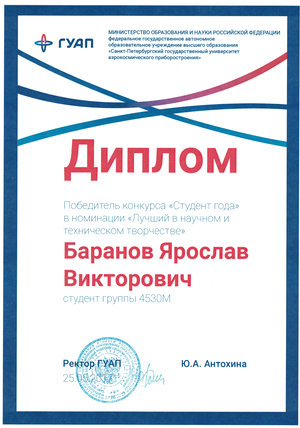 ГУАП
МИНИСТЕРСТВО ОБРАЗОВАНИЯ И НАУКИ РОССИЙСКОЙ ФЕДЕРАЦИИ
федеральное государственное автономное
образовательное учреждение высшего образования
«Санкт-Петербургский государственный университет
аэрокосмического приборостроения»
Диплом
Победитель конкурса «Студент года»
в номинации «Лучший в научном и
техническом творчестве»
Баранов Ярослав
Викторович
студент группы 4530М
Ректор ГУАП
Ю.А. Антохина